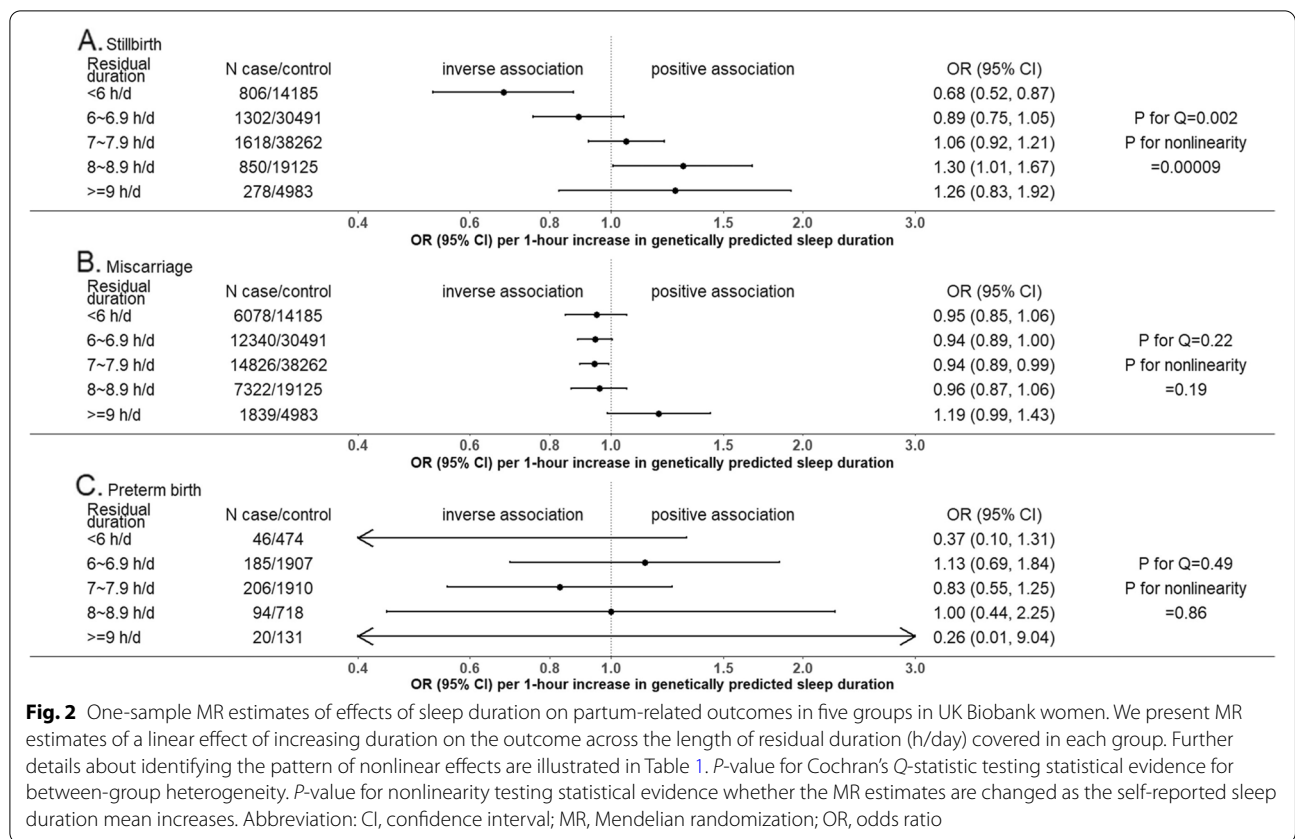 A. Stillbirth
Residual duration N case/control inverse association positive association OR (95% CI)
<6 h/d 806/14185 0.68 (0.52, 0.87)
6~6.9 h/d 1302/30491 0.89 (0.75, 1.05) P for Q=0.002
7~7.9 h/d 1618/38262 1.06 (0.92, 1.21) P for nonlinearity
8~8.9 h/d 850/19125 1.30 (1.01, 1.67) =0.00009
>=9 h/d 278/4983 1.26 (0.83, 1.92)
0.4 0.6 0.8 1.0 1.5 2.0 3.0
OR (95% CI) per 1-hour increase in genetically predicted sleep duration
B. Miscarriage
Residual duration N case/control inverse association positive association OR (95% CI)
<6 h/d 6078/14185 0.95 (0.85, 1.06)
6~6.9 h/d 12340/30491 0.94 (0.89, 1.00) P for Q=0.22
7~7.9 h/d 14826/38262 0.94 (0.89, 0.99) P for nonlinearity
8~8.9 h/d 7322/19125 0.96 (0.87, 1.06) =0.19
>=9 h/d 1839/4983 1.19 (0.99, 1.43)
0.4 0.6 0.8 1.0 1.5 2.0 3.0
OR (95% CI) per 1-hour increase in genetically predicted sleep duration
C. Preterm birth
Residual duration N case/control inverse association positive association OR (95% CI)
<6 h/d 46/474 0.37 (0.10, 1.31)
6~6.9 h/d 185/1907 1.13 (0.69, 1.84) P for Q=0.49
7~7.9 h/d 206/1910 0.83 (0.55, 1.25) P for nonlinearity
8~8.9 h/d 94/718 1.00 (0.44, 2.25) =0.86
>=9 h/d 20/131 0.26 (0.01, 9.04)
0.4 0.6 0.8 1.0 1.5 2.0 3.0
OR (95% CI) per 1-hour increase in genetically predicted sleep duration
Fig. 2 One-sample MR estimates of effects of sleep duration on partum-related outcomes in five groups in UK Biobank women. We present MR
estimates of a linear effect of increasing duration on the outcome across the length of residual duration (h/day) covered in each group. Further
details about identifying the pattern of nonlinear effects are illustrated in Table 1. P-value for Cochran's Q-statistic testing statistical evidence for
between-group heterogeneity. P-value for nonlinearity testing statistical evidence whether the MR estimates are changed as the self-reported sleep
duration mean increases. Abbreviation: CI, confidence interval; MR, Mendelian randomization; OR, odds ratio